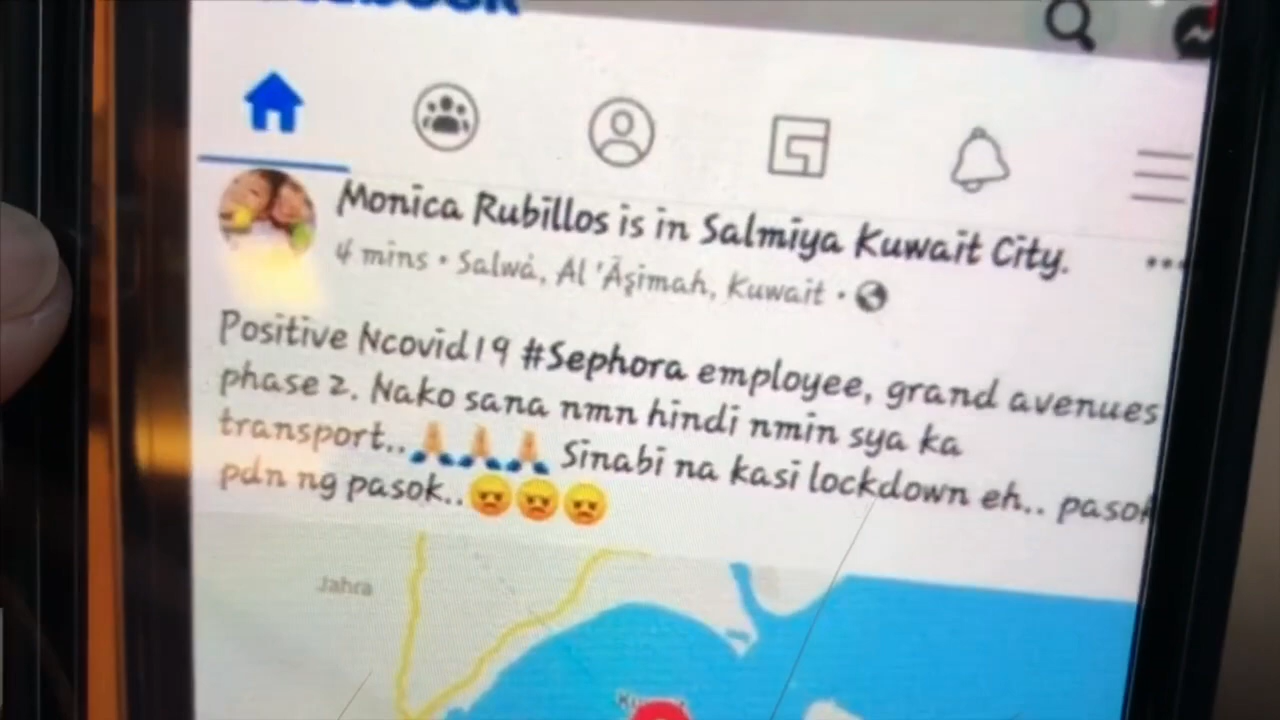 Monica Rubillos is in Salmiya Kuwait City.
4 mins • Salwá, Al 'Āşimah, Kuwait •
Positive Ncovid19 #Sephora employee, grand avenues
phase 2. Nako sana nmn hindi nmin sya ka
transport..🙏🙏🙏 Sinabi na kasi lockdown eh.. pasok
pdn ng pasok..😡😡😡
Jahra